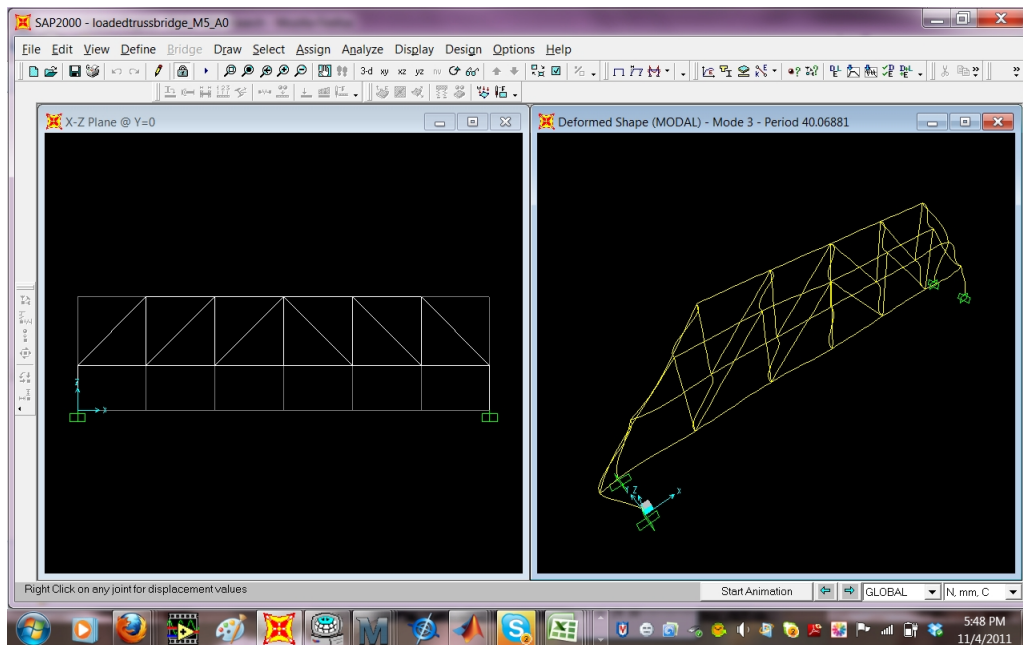 SAP2000 - loadedtrussbridge_M5_A0
File Edit View Define Bridge Draw Select Assign Analyze Display Design Options Help
3-d xy xz yz nv
X-Z Plane @ Y=0
Deformed Shape (MODAL) - Mode 3 - Period 40.06881
Z
X
Z
X
Right Click on any joint for displacement values
Start Animation
GLOBAL
N, mm, C
5:48 PM
11/4/2011